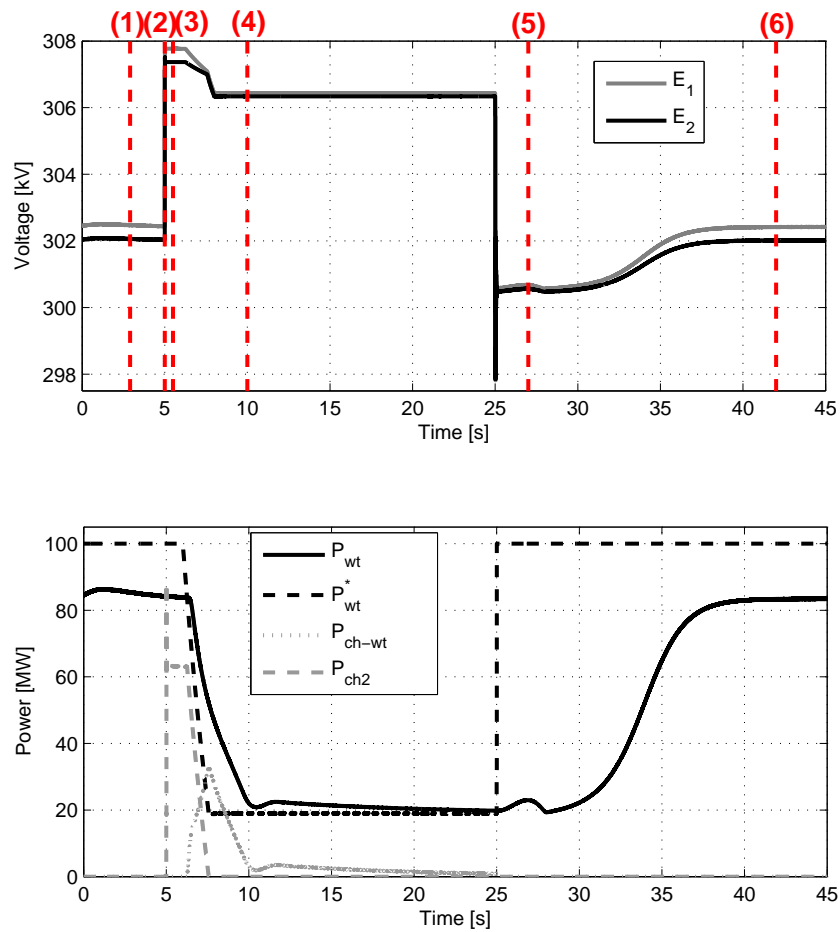 (1) (2) (3) (4) (5) (6)
308
306
304
302
300
298
Voltage [kV]
E1
E2
0 5 10 15 20 25 30 35 40 45
Time [s]
100
80
60
40
20
0
Power [MW]
Pwt
P*wt
Pch-wt
Pch2
0 5 10 15 20 25 30 35 40 45
Time [s]